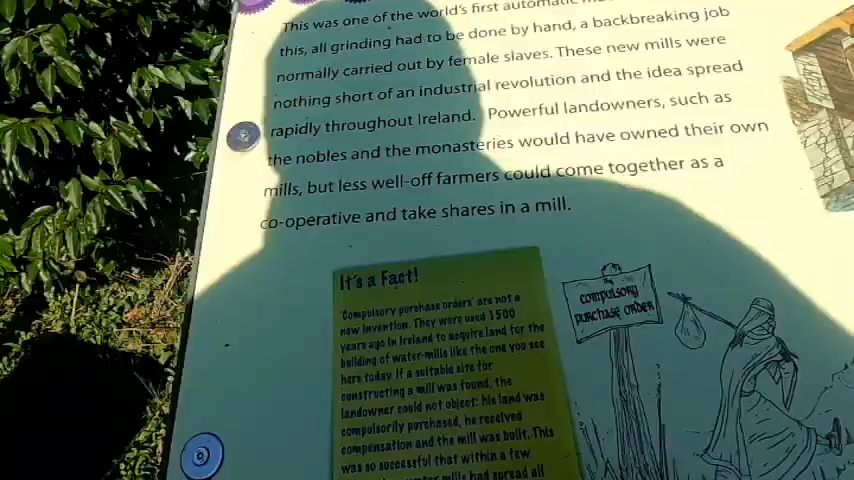 This was one of the world's first automatic
this, all grinding had to be done by hand, a backbreaking job
normally carried out by female slaves. These new mills were
nothing short of an industrial revolution and the idea spread
rapidly throughout Ireland. Powerful landowners, such as
the nobles and the monasteries would have owned their own
mills, but less well-off farmers could come together as a
co-operative and take shares in a mill.
It's a Fact!
'Compulsory purchase orders' are not a
new invention. They were used 1500
years ago in Ireland to acquire land for the
building of water-mills like the one you see
here today. If a suitable site for
constructing a mill was found, the
landowner could not object: his land was
compulsorily purchased, he received
compensation and the mill was built. This
was so successful that within a few
mills had spread all
COMPULSORY
PURCHASE ORDER